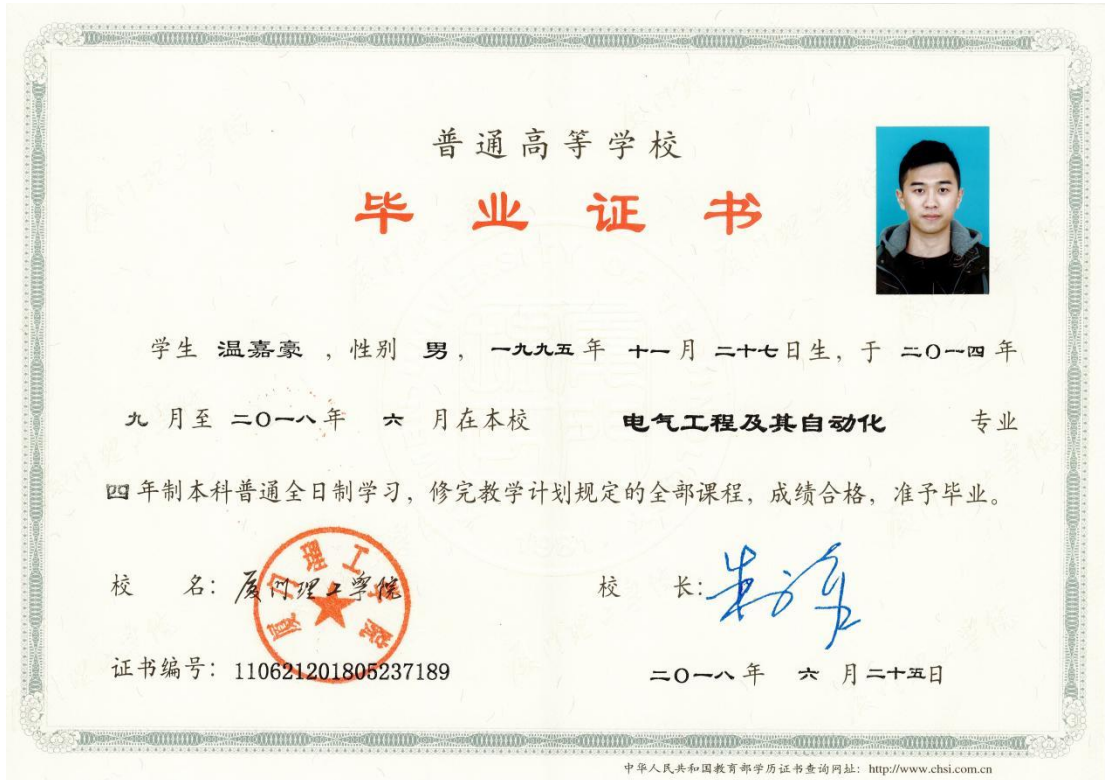 普通高等学校
毕业证书
学生 温嘉豪 ，性别 男，一九九五年 十一月 二十七日生，于 二〇一四 年
九 月至 二〇一八年 六 月在本校 电气工程及其自动化 专业
四年制本科普通全日制学习，修完教学计划规定的全部课程，成绩合格，准予毕业。
校 名：厦门理工学院
厦门理工学院
校 长：
证书编号：110621201805237189
二〇一八年 六 月二十五日
中华人民共和国教育部学历证书查询网址：http://www.chsi.com.cn